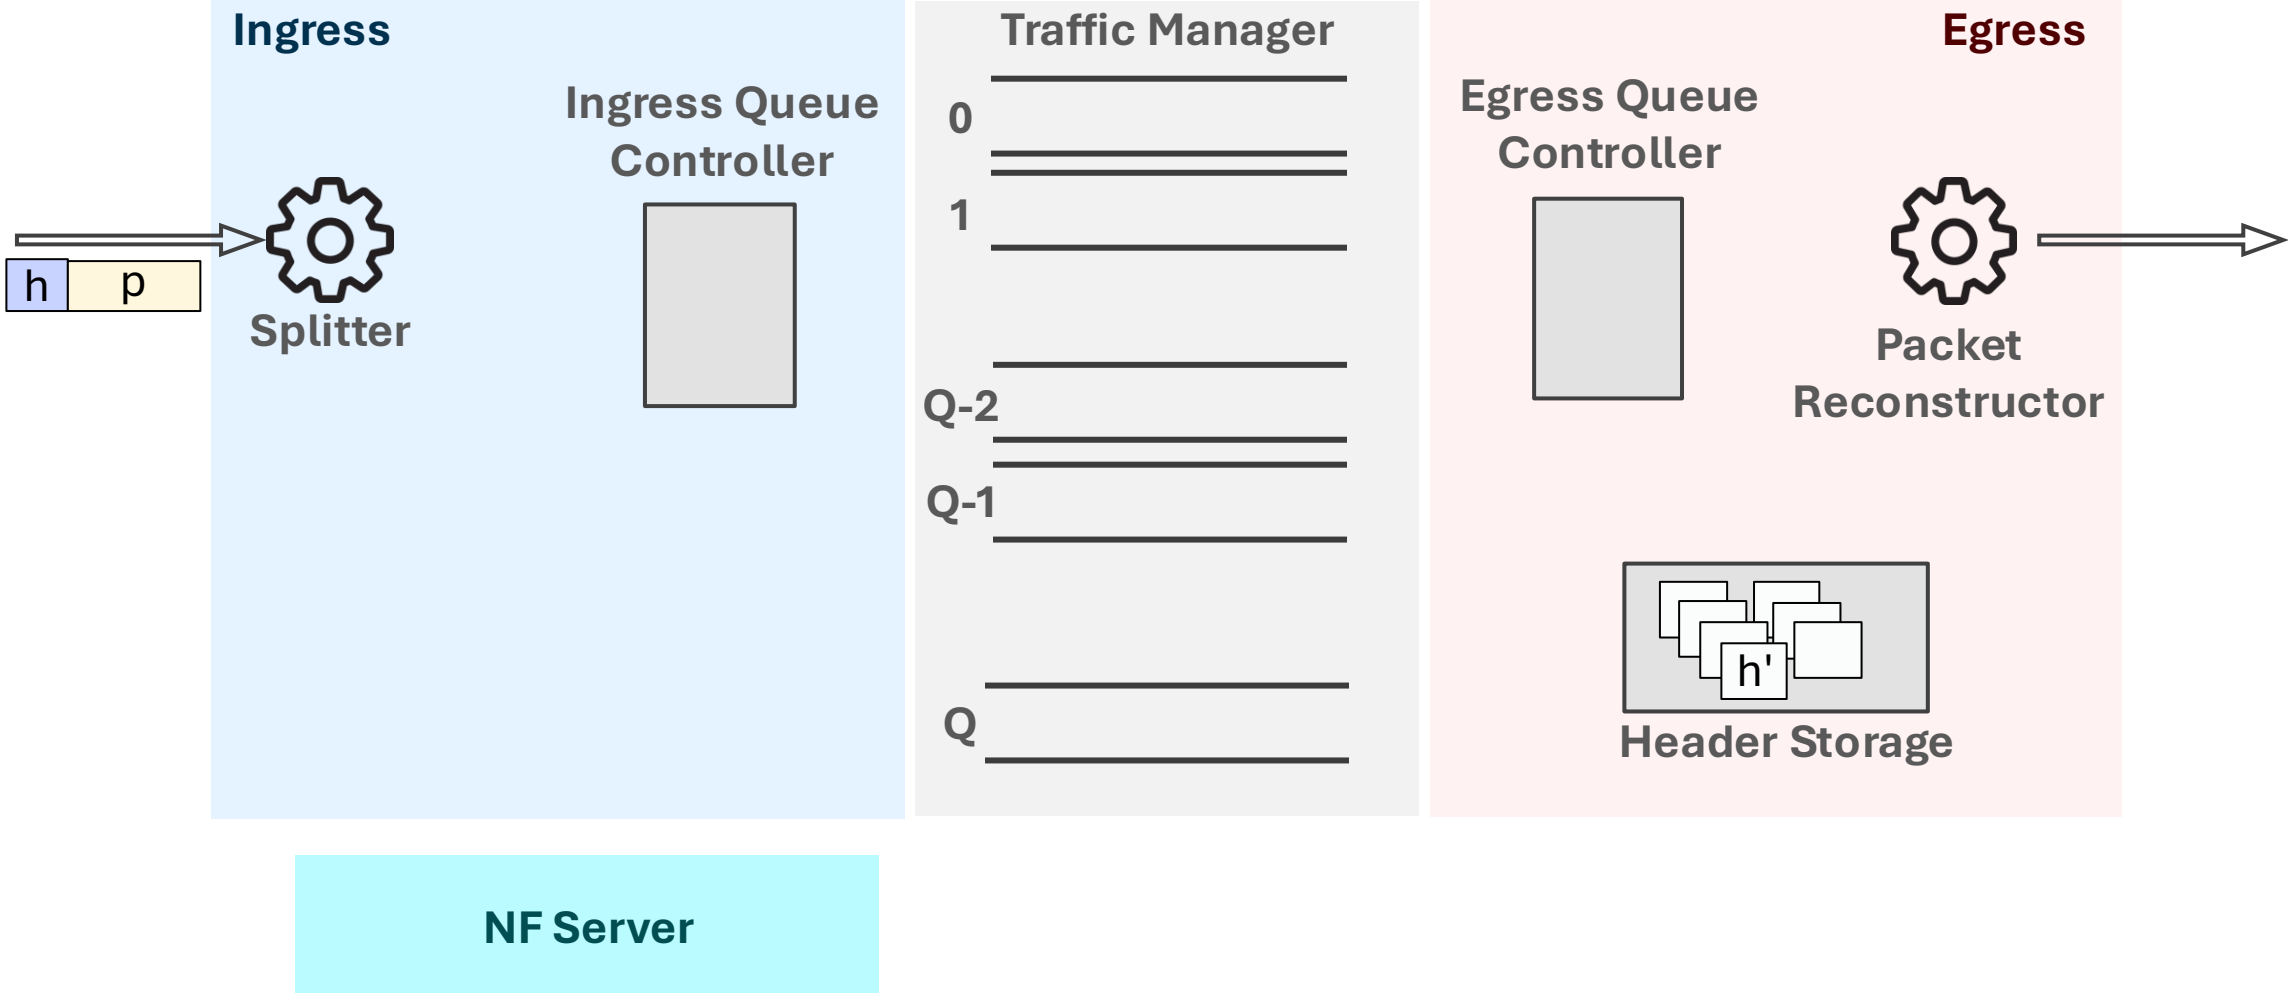 Ingress
Traffic Manager
Egress
Ingress Queue
Controller
Egress Queue
Controller
0
1
h
p
Splitter
Packet
Reconstructor
Q-2
Q-1
h'
Q
Header Storage
NF Server